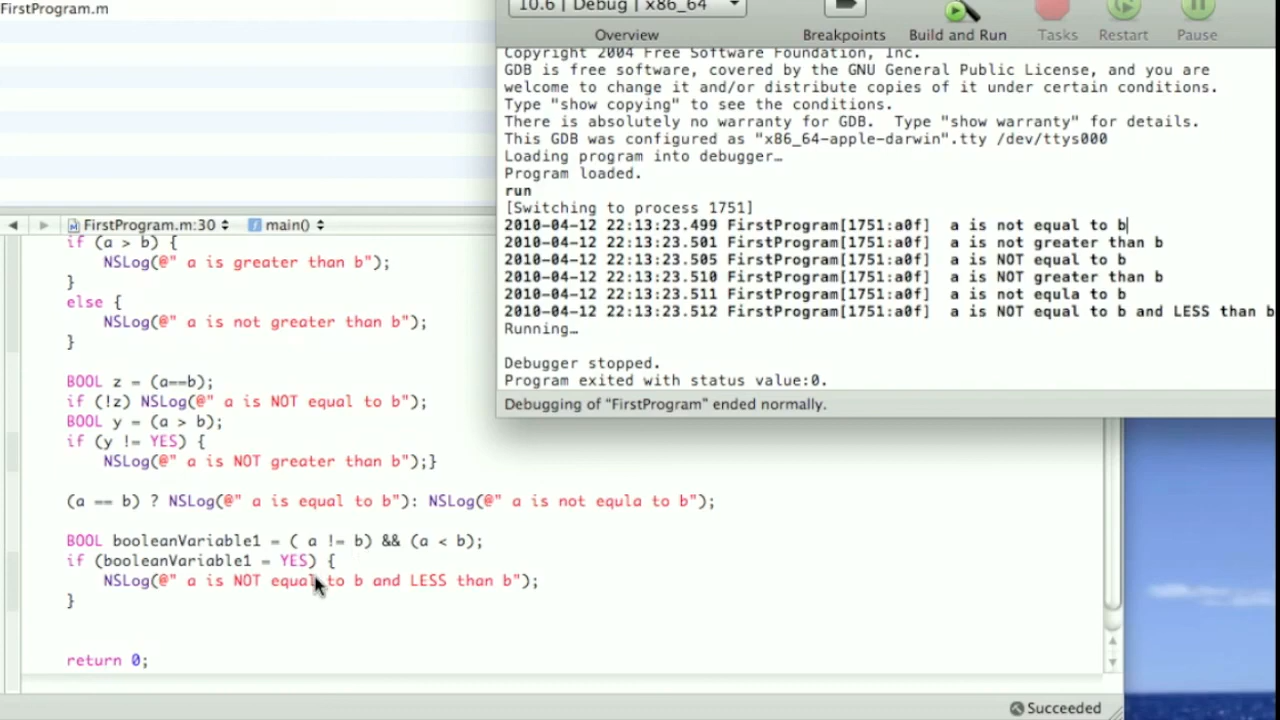 FirstProgram.m
10.6 | Debug | x86_64
Overview
Breakpoints
Build and Run
Tasks
Restart
Pause
Copyright 2004 Free Software Foundation, Inc.
GDB is free software, covered by the GNU General Public License, and you are
welcome to change it and/or distribute copies of it under certain conditions.
Type "show copying" to see the conditions.
There is absolutely no warranty for GDB.  Type "show warranty" for details.
This GDB was configured as "x86_64-apple-darwin".tty /dev/ttys000
Loading program into debugger…
Program loaded.
run
[Switching to process 1751]
2010-04-12 22:13:23.499 FirstProgram[1751:a0f]  a is not equal to b
2010-04-12 22:13:23.501 FirstProgram[1751:a0f]  a is not greater than b
2010-04-12 22:13:23.505 FirstProgram[1751:a0f]  a is NOT equal to b
2010-04-12 22:13:23.510 FirstProgram[1751:a0f]  a is NOT greater than b
2010-04-12 22:13:23.511 FirstProgram[1751:a0f]  a is not equla to b
2010-04-12 22:13:23.512 FirstProgram[1751:a0f]  a is NOT equal to b and LESS than b
Running…
Debugger stopped.
Program exited with status value:0.
Debugging of “FirstProgram” ended normally.
FirstProgram.m:30
main()
if (a > b) {
NSLog(@" a is greater than b");
}
else {
NSLog(@" a is not greater than b");
}
BOOL z = (a==b);
if (!z) NSLog(@" a is NOT equal to b");
BOOL y = (a > b);
if (y != YES) {
NSLog(@" a is NOT greater than b");}
(a == b) ? NSLog(@" a is equal to b"): NSLog(@" a is not equla to b");
BOOL booleanVariable1 = ( a != b) && (a < b);
if (booleanVariable1 = YES) {
NSLog(@" a is NOT equal to b and LESS than b");
}
return 0;
Succeeded